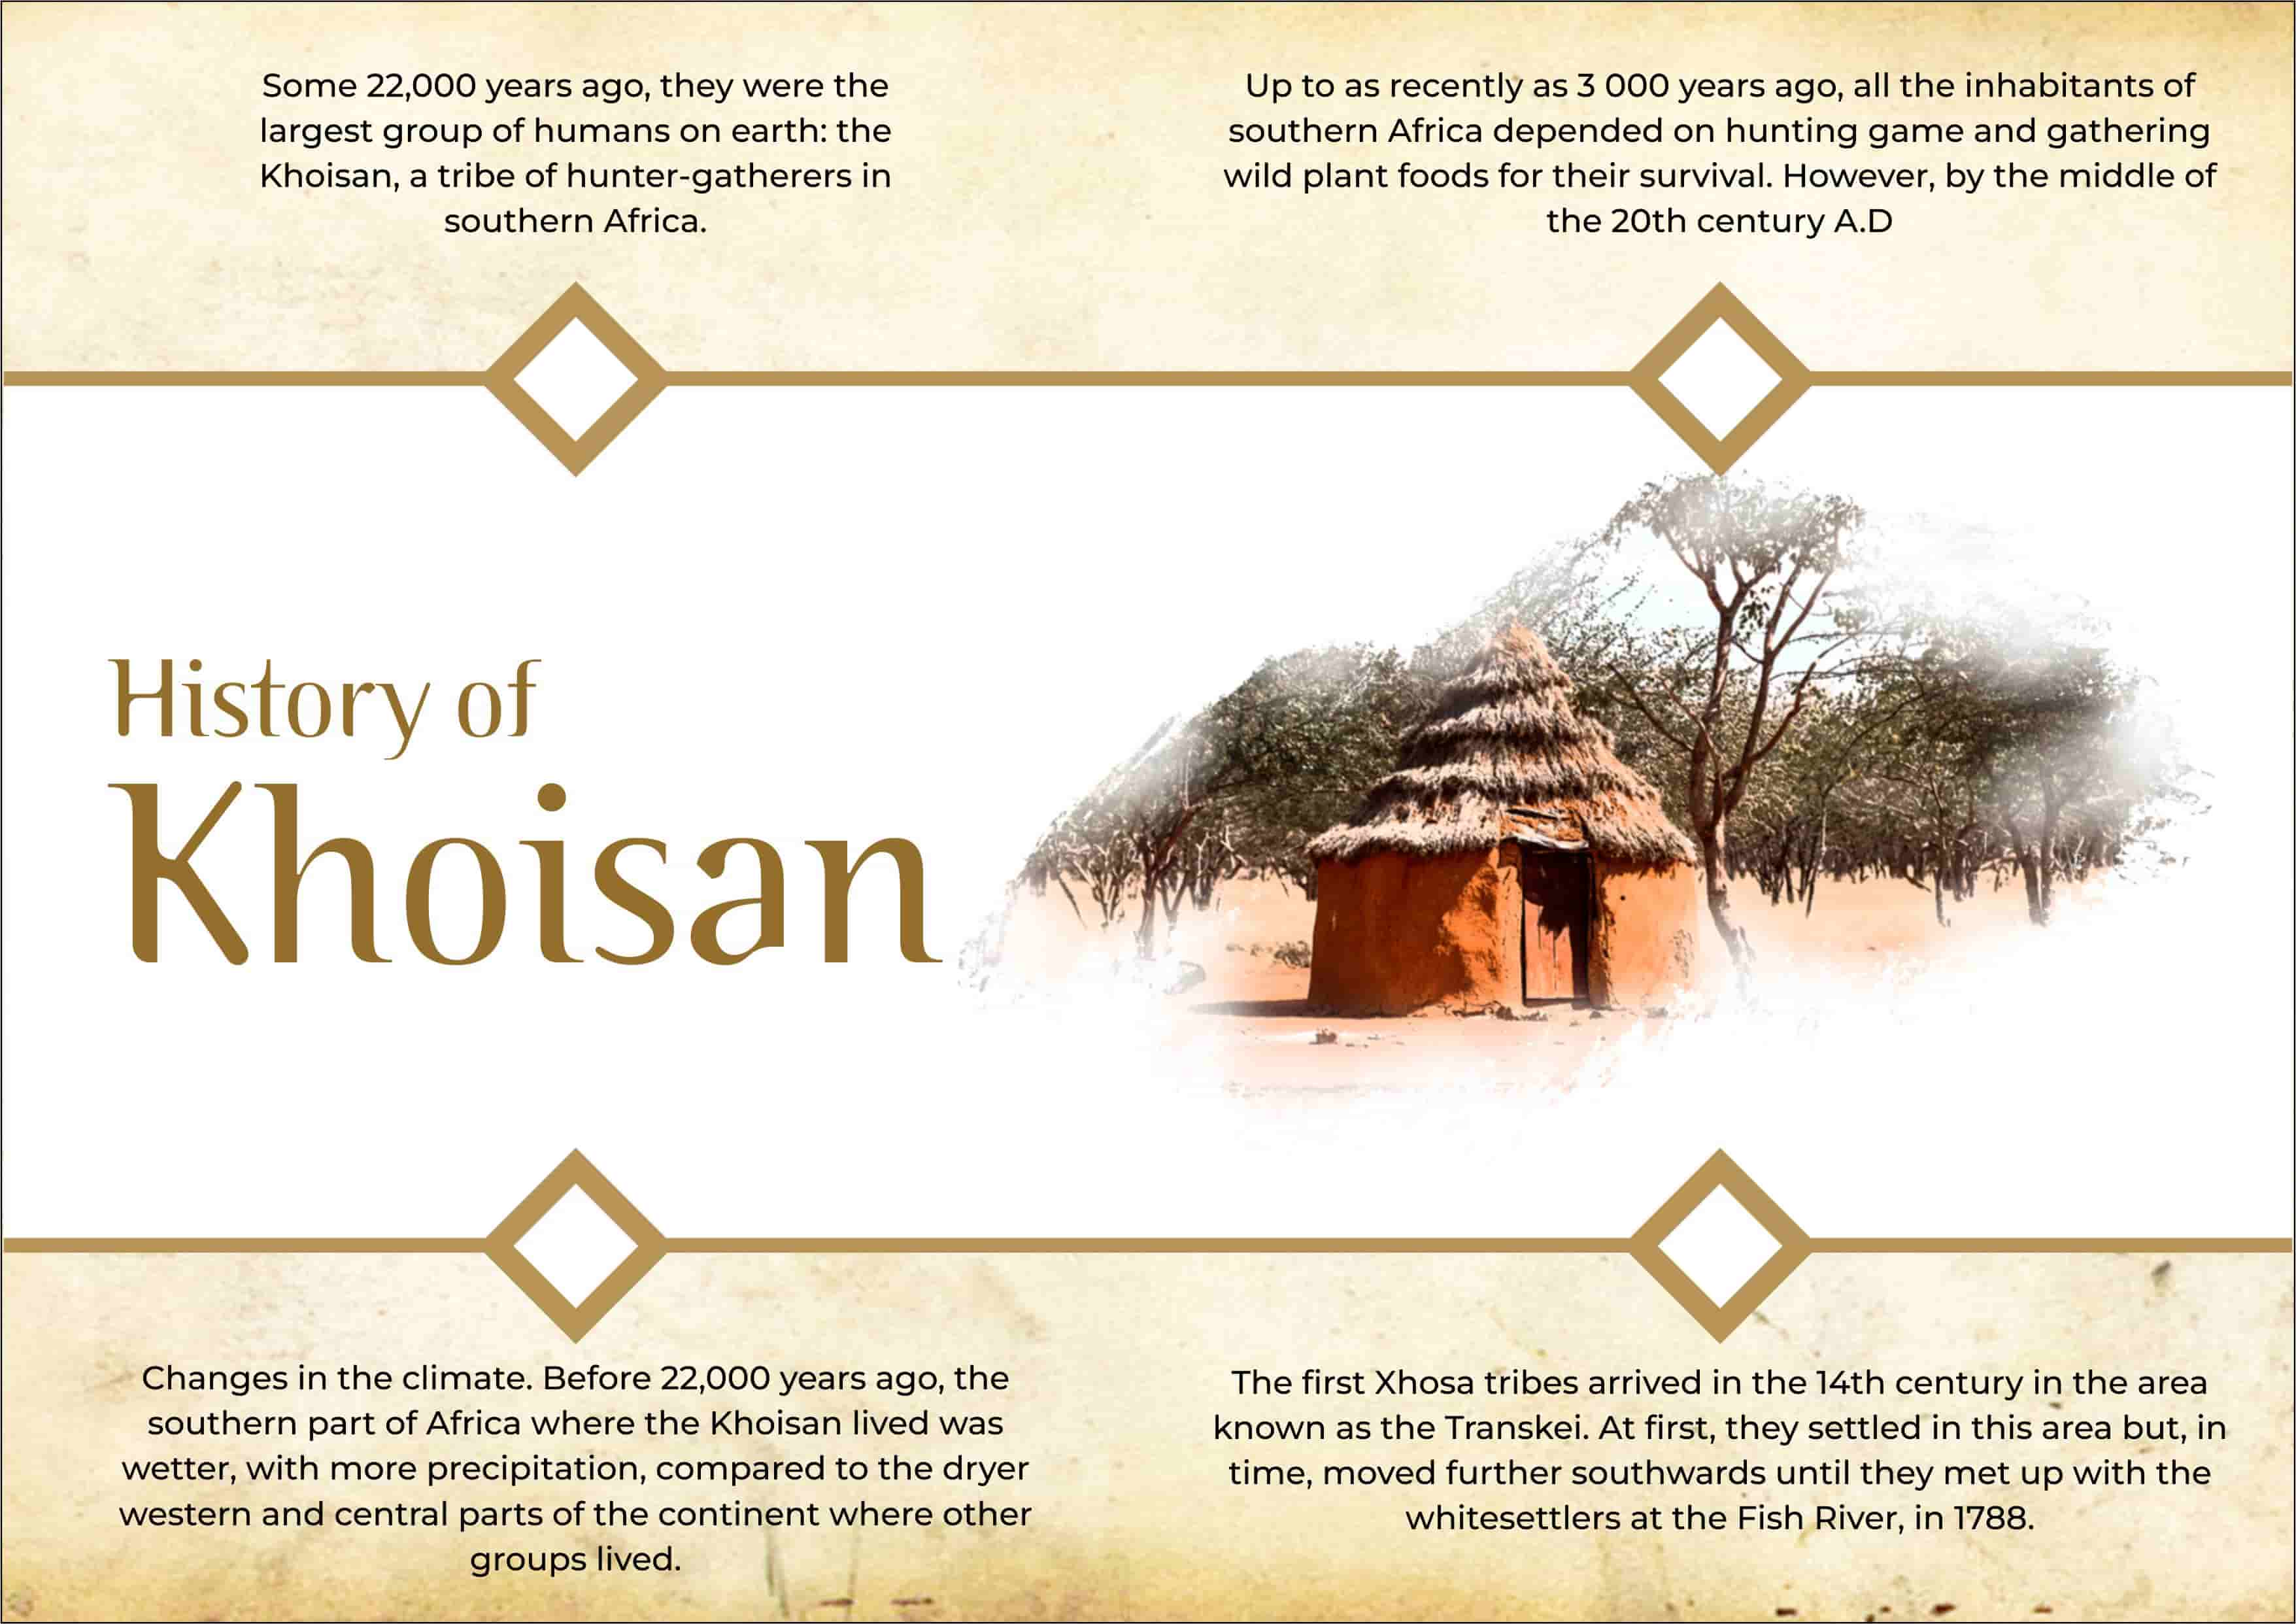 Some 22,000 years ago, they were the
largest group of humans on earth: the
Khoisan, a tribe of hunter-gatherers in
southern Africa.
Up to as recently as 3 000 years ago, all the inhabitants of
southern Africa depended on hunting game and gathering
wild plant foods for their survival. However, by the middle of
the 20th century A.D
History of
Khoisan
Changes in the climate. Before 22,000 years ago, the
southern part of Africa where the Khoisan lived was
wetter, with more precipitation, compared to the dryer
western and central parts of the continent where other
groups lived.
The first Xhosa tribes arrived in the 14th century in the area
known as the Transkei. At first, they settled in this area but, in
time, moved further southwards until they met up with the
whitesettlers at the Fish River, in 1788.